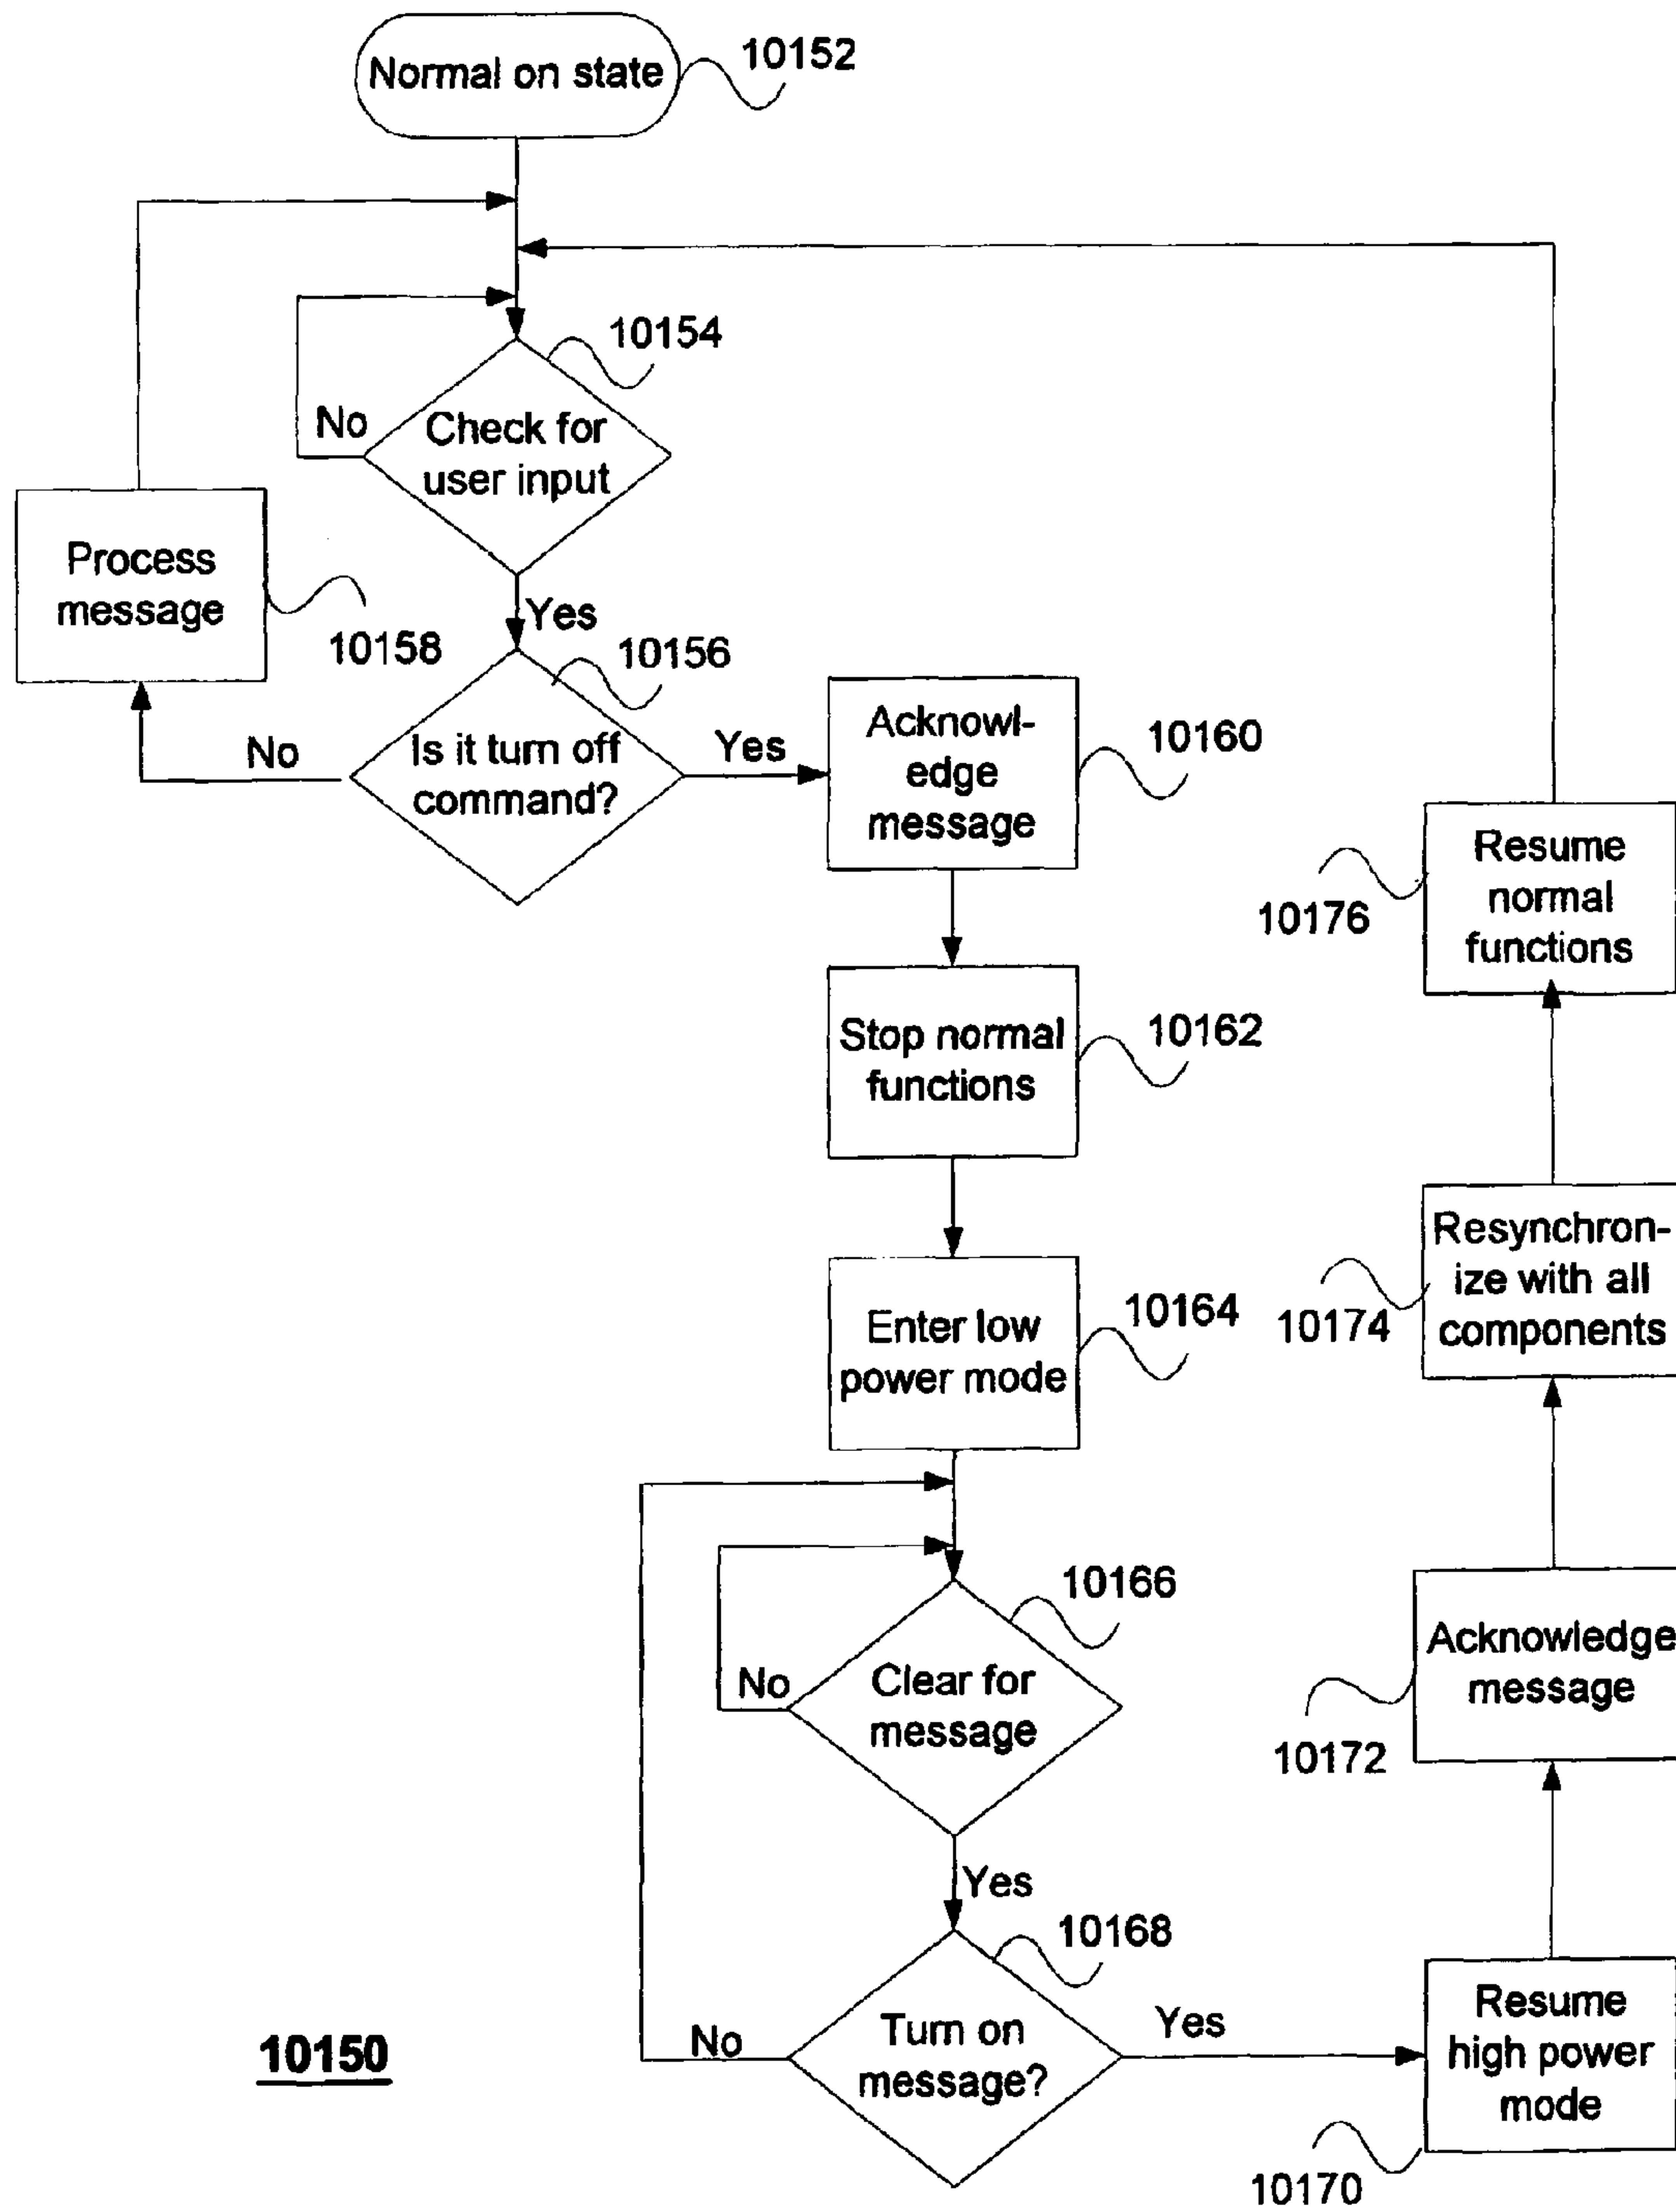 Normal on state
10152
10154
No
Check for
user input
Process
message
10158
Yes
10156
No
Is it turn off
command?
Yes
Acknowl-
edge
message
10160
Resume
normal
functions
10176
Stop normal
functions
10162
Resynchron-
ize with all
components
10174
Enter low
power mode
10164
10166
No
Clear for
message
Acknowledge
message
10172
Yes
10168
No
Turn on
message?
Yes
Resume
high power
mode
10170
10150